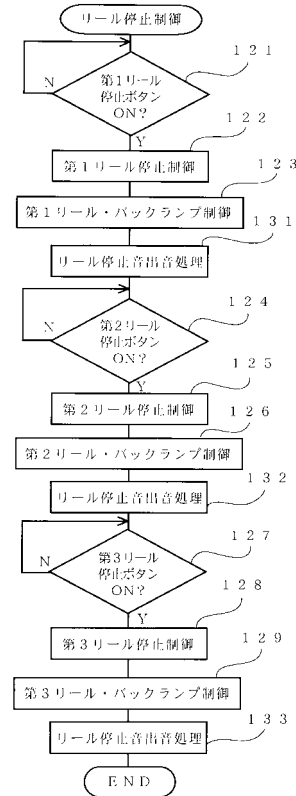 リール停止制御
121
第1リール
停止ボタン
ON?
N
Y
122
第1リール停止制御
123
第1リール・バックランプ制御
131
リール停止音出音処理
124
第2リール
停止ボタン
ON?
N
Y
125
第2リール停止制御
126
第2リール・バックランプ制御
132
リール停止音出音処理
127
第3リール
停止ボタン
ON?
N
Y
128
第3リール停止制御
129
第3リール・バックランプ制御
133
リール停止音出音処理
END